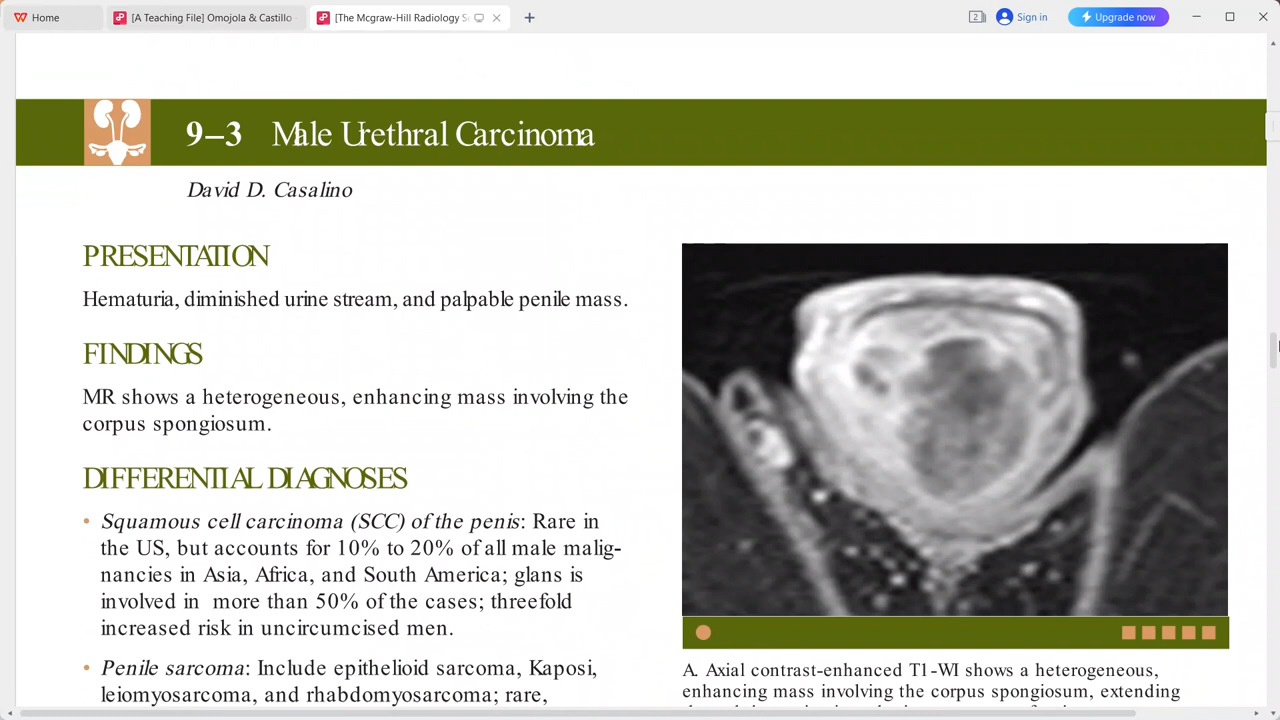 Home
[A Teaching File] Omojola & Castillo
[The Mcgraw-Hill Radiology Se
2
Sign in
Upgrade now
9–3 Male Urethral Carcinoma
David D. Casalino
PRESENTATION
Hematuria, diminished urine stream, and palpable penile mass.
FINDINGS
MR shows a heterogeneous, enhancing mass involving the
corpus spongiosum.
DIFFERENTIAL DIAGNOSES
• Squamous cell carcinoma (SCC) of the penis: Rare in
the US, but accounts for 10% to 20% of all male malig-
nancies in Asia, Africa, and South America; glans is
involved in more than 50% of the cases; threefold
increased risk in uncircumcised men.
• Penile sarcoma: Include epithelioid sarcoma, Kaposi,
leiomyosarcoma, and rhabdomyosarcoma; rare,
A. Axial contrast-enhanced T1-WI shows a heterogeneous,
enhancing mass involving the corpus spongiosum, extending